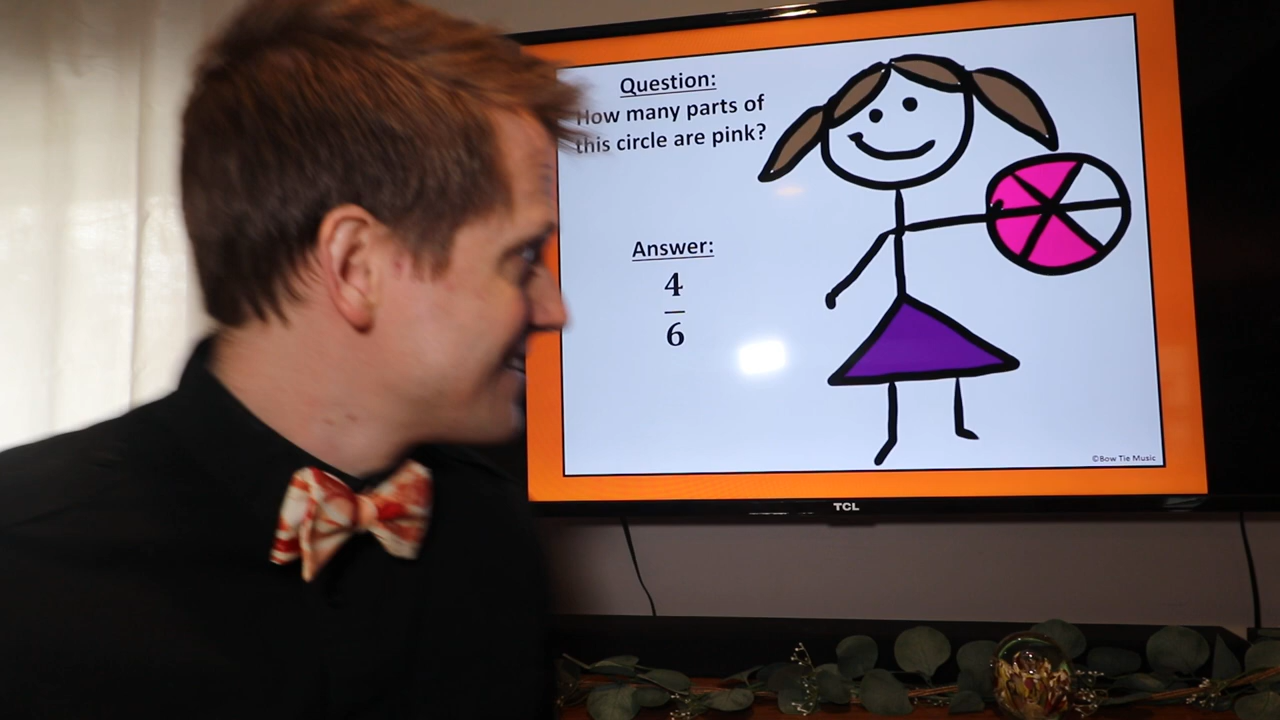 Question:
How many parts of
this circle are pink?
Answer:
4
6
©Bow Tie Music
TCL